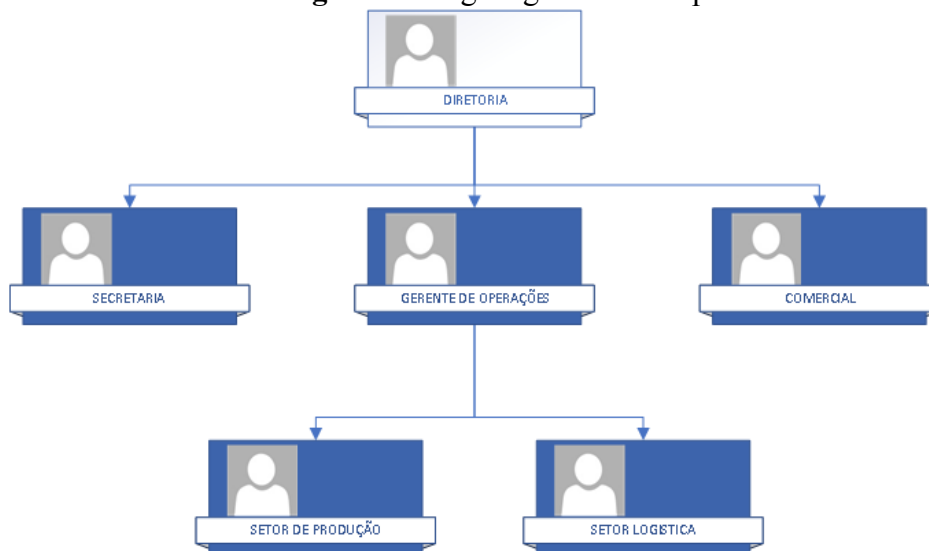 DIRETORIA
SECRETARIA
GERENTE DE OPERAÇÕES
COMERCIAL
SETOR DE PRODUÇÃO
SETOR LOGISTICA